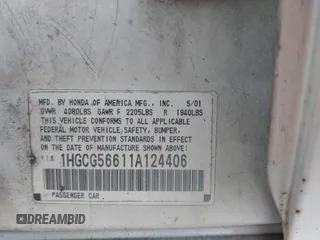 MFD. BY HONDA OF AMERICA MFG., INC. 5/01
GVWR 4080LBS GAWR F 2205LBS R 1940LBS
THIS VEHICLE CONFORMS TO ALL APPLICABLE
FEDERAL MOTOR VEHICLE SAFETY, BUMPER,
AND THEFT PREVENTION STANDARDS IN EFFECT
ON THE DATE OF MANUFACTURE SHOWN ABOVE.
V.I.N. 1HGCG56611A124406
PASSENGER CAR
DREAMBID